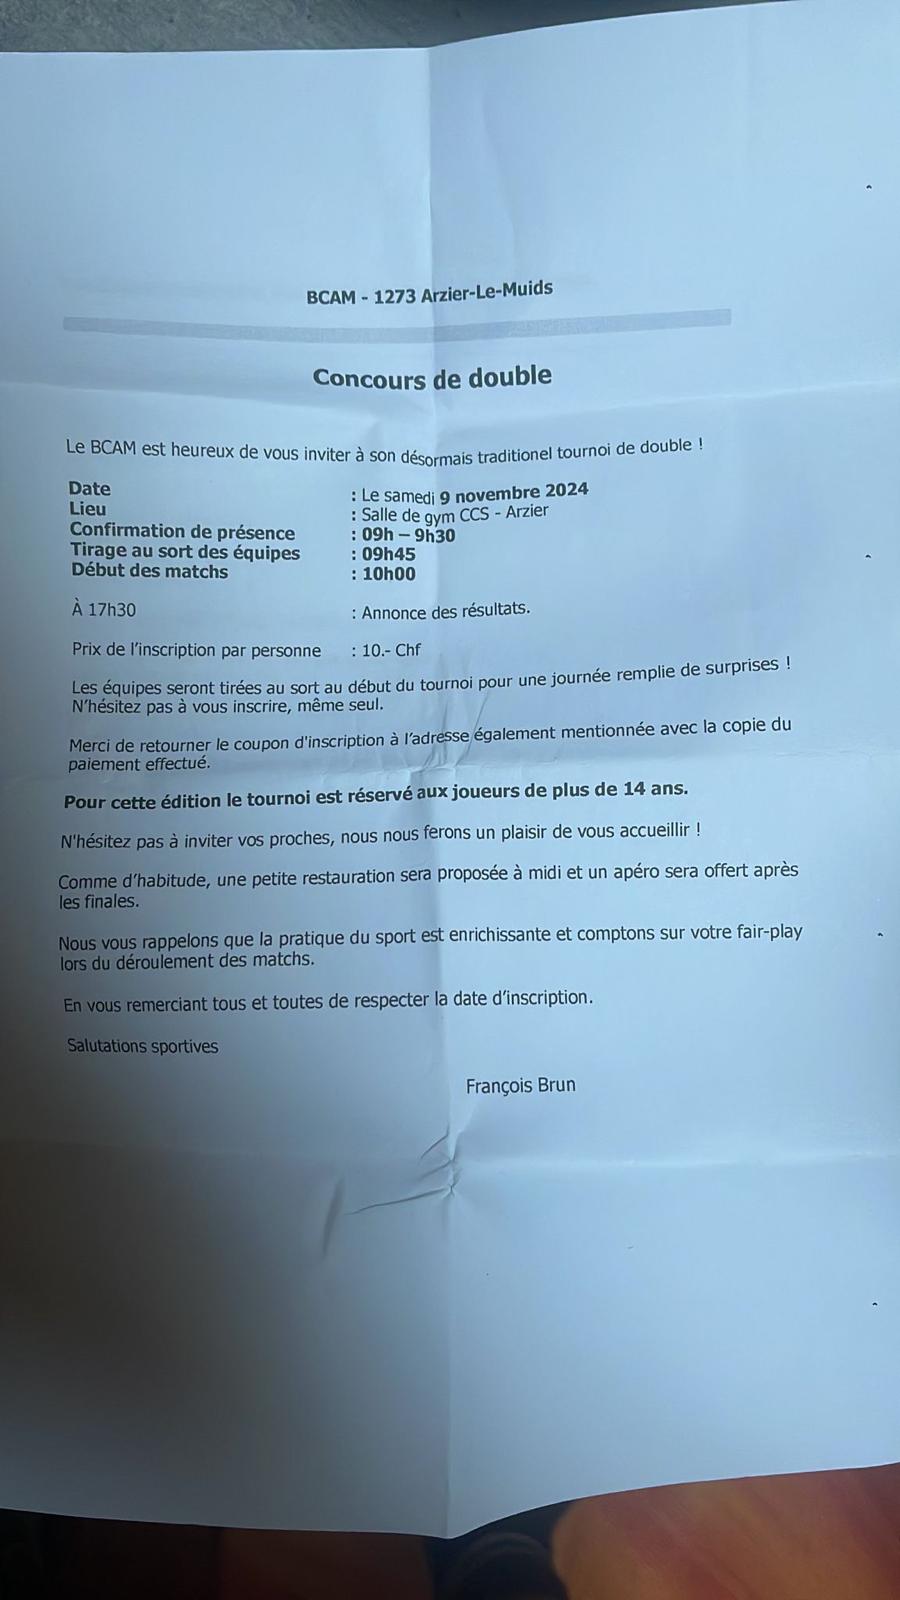 BCAM - 1273 Arzier-Le-Muids
Concours de double
Le BCAM est heureux de vous inviter à son désormais traditionel tournoi de double !
Date : Le samedi 9 novembre 2024
Lieu : Salle de gym CCS - Arzier
Confirmation de présence : 09h – 9h30
Tirage au sort des équipes : 09h45
Début des matchs : 10h00
À 17h30 : Annonce des résultats.
Prix de l'inscription par personne : 10.- Chf
Les équipes seront tirées au sort au début du tournoi pour une journée remplie de surprises !
N'hésitez pas à vous inscrire, même seul.
Merci de retourner le coupon d'inscription à l'adresse également mentionnée avec la copie du
paiement effectué.
Pour cette édition le tournoi est réservé aux joueurs de plus de 14 ans.
N'hésitez pas à inviter vos proches, nous nous ferons un plaisir de vous accueillir !
Comme d'habitude, une petite restauration sera proposée à midi et un apéro sera offert après
les finales.
Nous vous rappelons que la pratique du sport est enrichissante et comptons sur votre fair-play
lors du déroulement des matchs.
En vous remerciant tous et toutes de respecter la date d'inscription.
Salutations sportives
François Brun